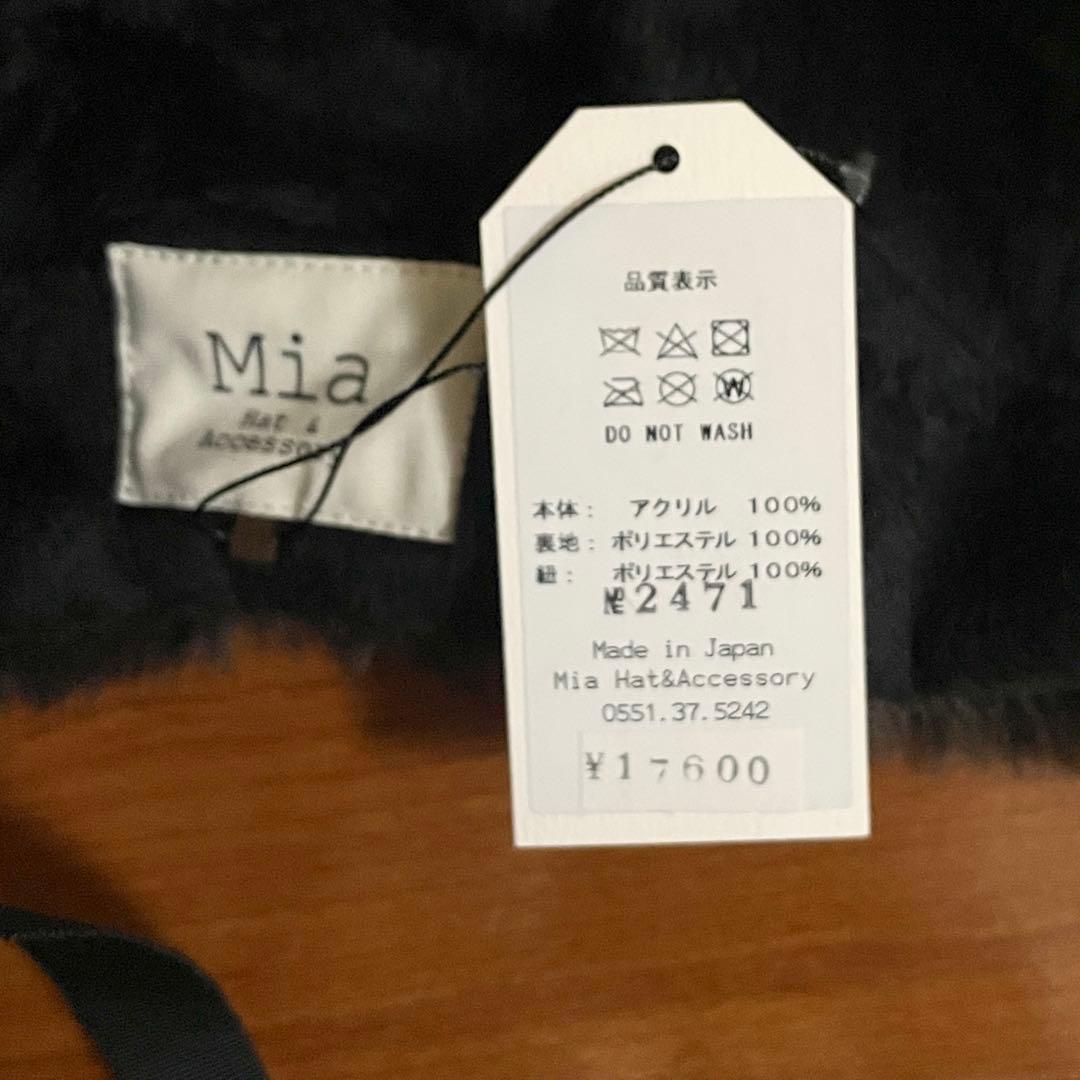 Mia
Hat &
Accessory
品質表示
W
DO NOT WASH
本体： アクリル 100%
裏地：ポリエステル 100%
紐： ポリエステル 100%
№2471
Made in Japan
Mia Hat&Accessory
0551.37.5242
¥17600